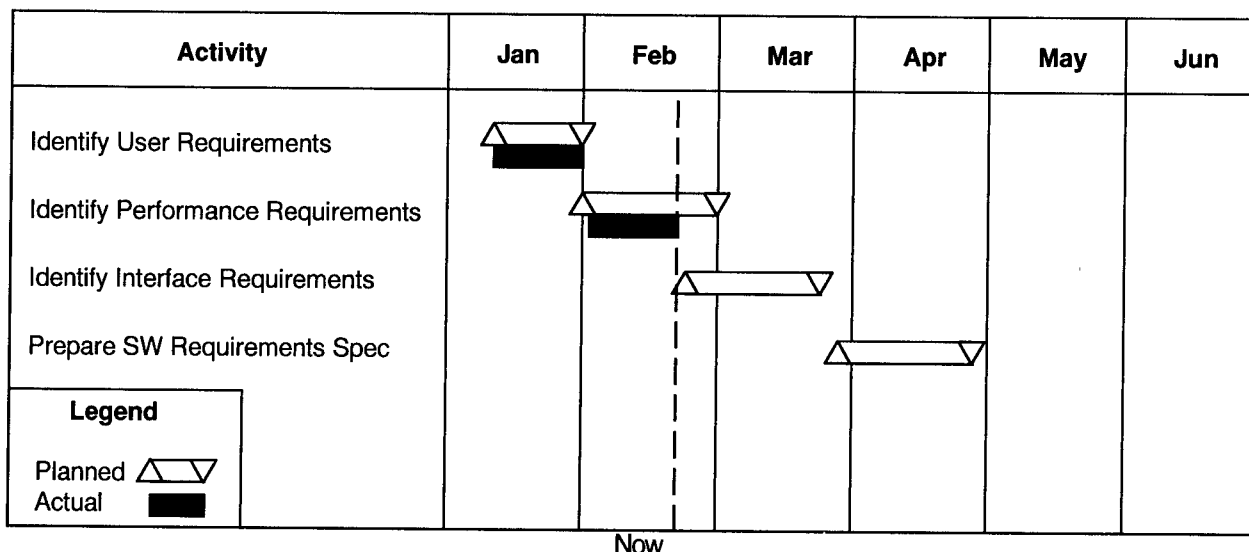 Activity Jan Feb Mar Apr May Jun
Identify User Requirements
Identify Performance Requirements
Identify Interface Requirements
Prepare SW Requirements Spec
Legend
Planned
Actual
Now